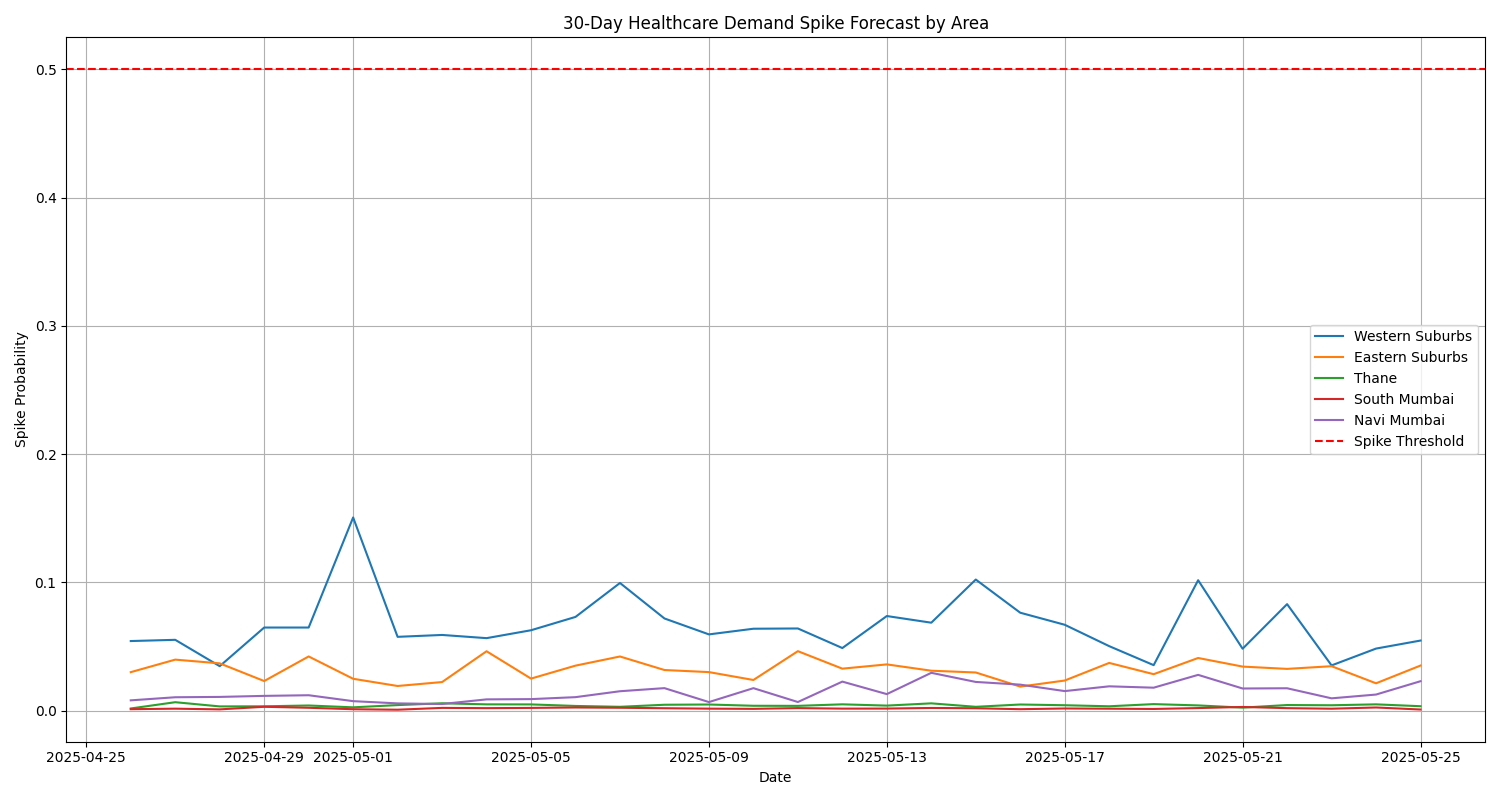 30-Day Healthcare Demand Spike Forecast by Area
Spike Probability
0.5
0.4
0.3
0.2
0.1
0.0
Western Suburbs
Eastern Suburbs
Thane
South Mumbai
Navi Mumbai
Spike Threshold
2025-04-25 2025-04-29 2025-05-01 2025-05-05 2025-05-09 2025-05-13 2025-05-17 2025-05-21 2025-05-25
Date